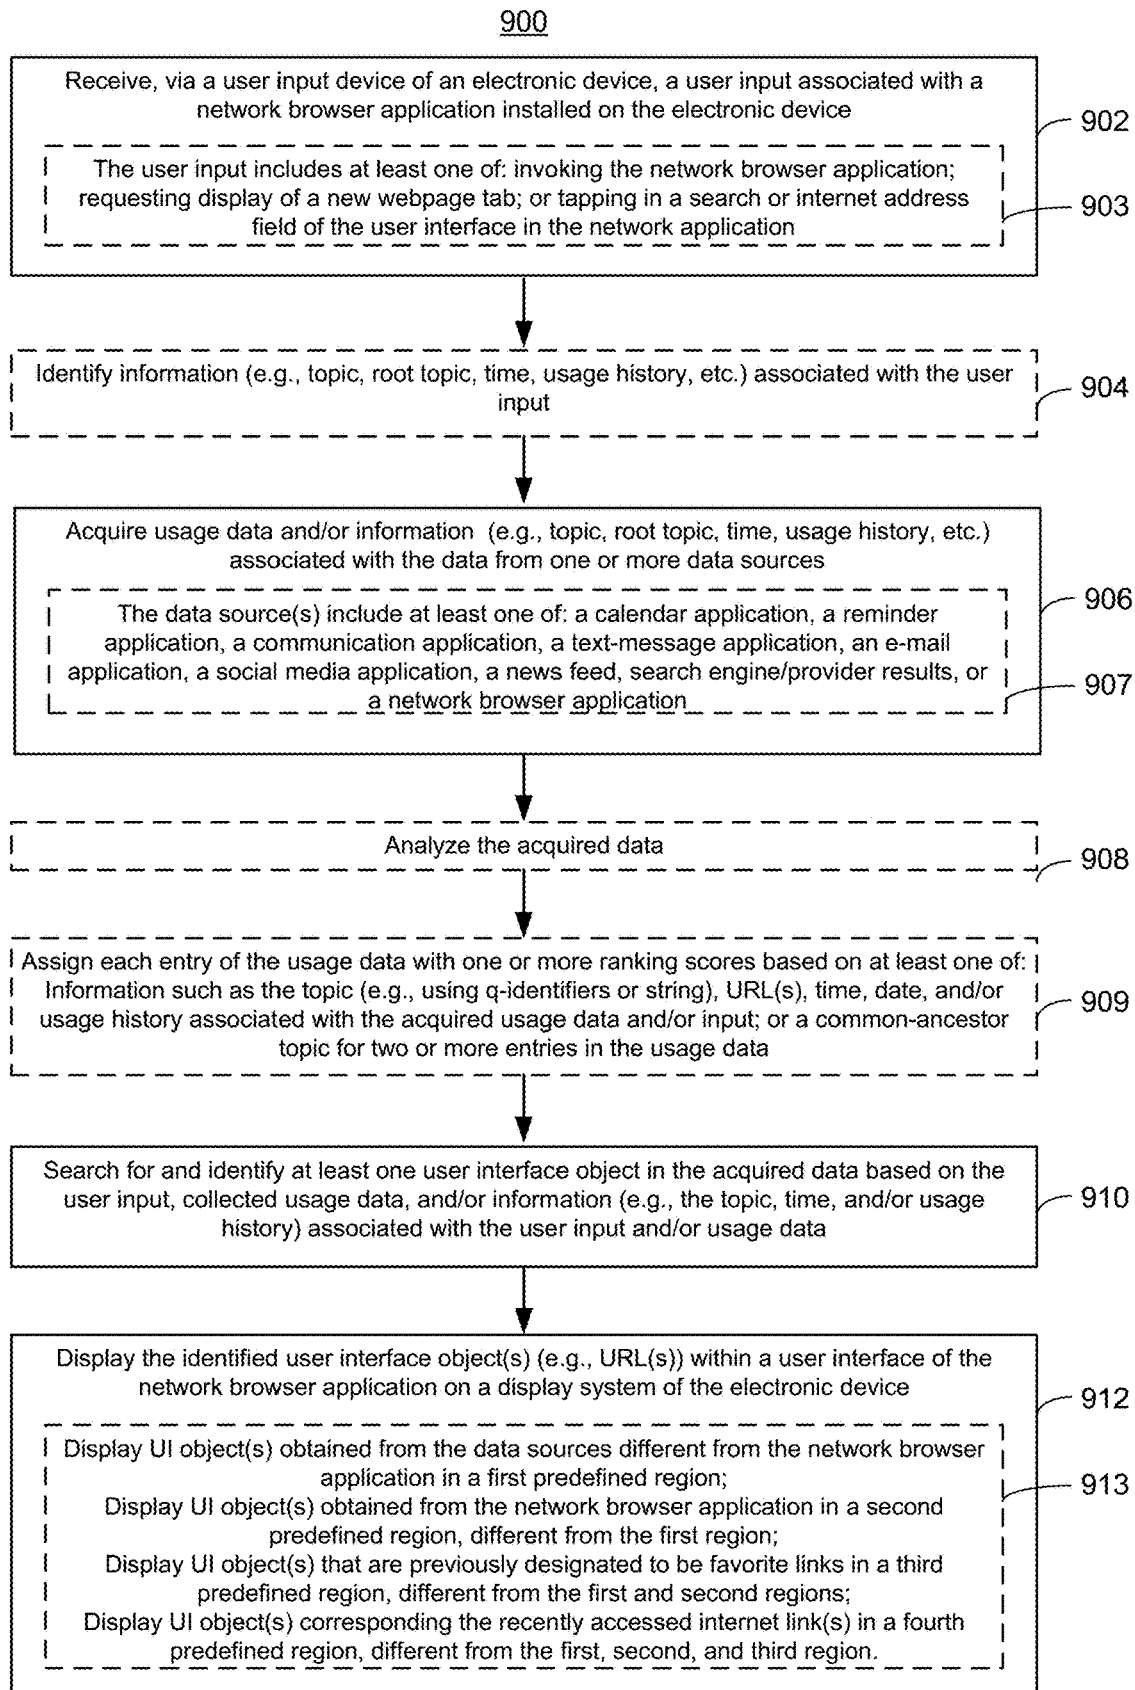 900
Receive, via a user input device of an electronic device, a user input associated with a
network browser application installed on the electronic device
902
The user input includes at least one of: invoking the network browser application;
requesting display of a new webpage tab; or tapping in a search or internet address
field of the user interface in the network application
903
Identify information (e.g., topic, root topic, time, usage history, etc.) associated with the user
input
904
Acquire usage data and/or information (e.g., topic, root topic, time, usage history, etc.)
associated with the data from one or more data sources
906
The data source(s) include at least one of: a calendar application, a reminder
application, a communication application, a text-message application, an e-mail
application, a social media application, a news feed, search engine/provider results, or
a network browser application
907
Analyze the acquired data
908
Assign each entry of the usage data with one or more ranking scores based on at least one of:
Information such as the topic (e.g., using q-identifiers or string), URL(s), time, date, and/or
usage history associated with the acquired usage data and/or input; or a common-ancestor
topic for two or more entries in the usage data
909
Search for and identify at least one user interface object in the acquired data based on the
user input, collected usage data, and/or information (e.g., the topic, time, and/or usage
history) associated with the user input and/or usage data
910
Display the identified user interface object(s) (e.g., URL(s)) within a user interface of the
network browser application on a display system of the electronic device
912
Display UI object(s) obtained from the data sources different from the network browser
application in a first predefined region;
Display UI object(s) obtained from the network browser application in a second
predefined region, different from the first region;
Display UI object(s) that are previously designated to be favorite links in a third
predefined region, different from the first and second regions;
Display UI object(s) corresponding the recently accessed internet link(s) in a fourth
predefined region, different from the first, second, and third region.
913